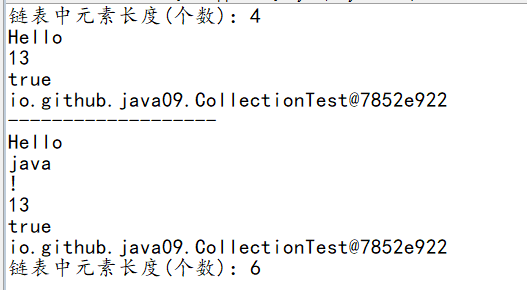 链表中元素长度(个数): 4
Hello
13
true
io.github.java09.CollectionTest@7852e922
-------------------
Hello
java
!
13
true
io.github.java09.CollectionTest@7852e922
链表中元素长度(个数): 6